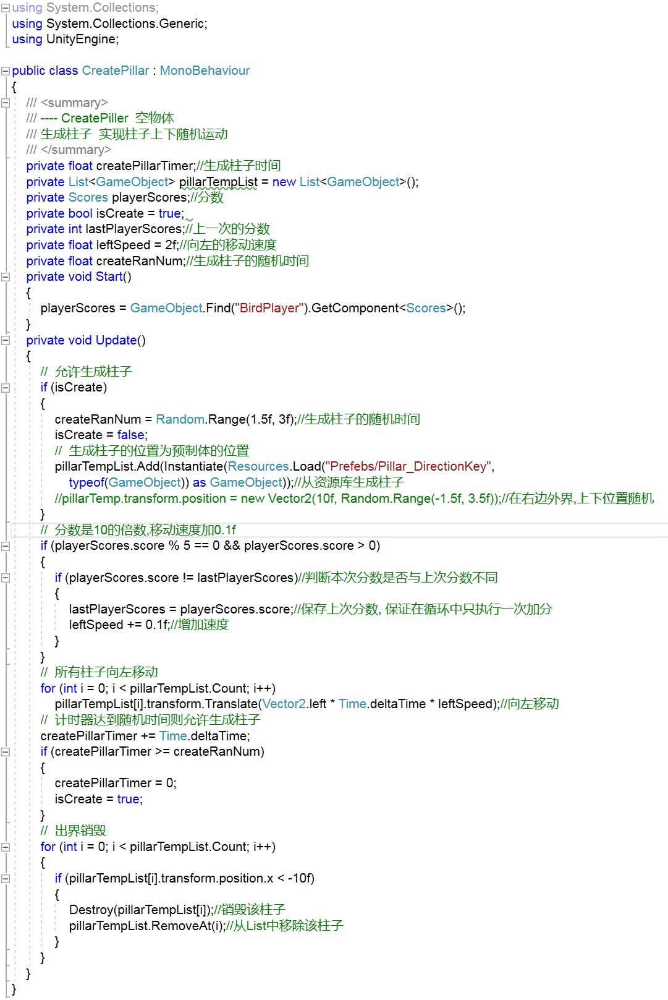 using System.Collections;
using System.Collections.Generic;
using UnityEngine;
public class CreatePillar : MonoBehaviour
{
/// <summary>
/// ---- CreatePiller 空物体
/// 生成柱子 实现柱子上下随机运动
/// </summary>
private float createPillarTimer;//生成柱子时间
private List<GameObject> pillarTempList = new List<GameObject>();
private Scores playerScores;//分数
private bool isCreate = true;
private int lastPlayerScores;//上一次的分数
private float leftSpeed = 2f;//向左的移动速度
private float createRanNum;//生成柱子的随机时间
private void Start()
{
playerScores = GameObject.Find("BirdPlayer").GetComponent<Scores>();
}
private void Update()
{
// 允许生成柱子
if (isCreate)
{
createRanNum = Random.Range(1.5f, 3f);//生成柱子的随机时间
isCreate = false;
// 生成柱子的位置为预制体的位置
pillarTempList.Add(Instantiate(Resources.Load("Prefebs/Pillar_DirectionKey",
typeof(GameObject)) as GameObject));//从资源库生成柱子
//pillarTemp.transform.position = new Vector2(10f, Random.Range(-1.5f, 3.5f));//在右边外界,上下位置随机
}
// 分数是10的倍数,移动速度加0.1f
if (playerScores.score % 5 == 0 && playerScores.score > 0)
{
if (playerScores.score != lastPlayerScores)//判断本次分数是否与上次分数不同
{
lastPlayerScores = playerScores.score;//保存上次分数, 保证在循环中只执行一次加分
leftSpeed += 0.1f;//增加速度
}
}
// 所有柱子向左移动
for (int i = 0; i < pillarTempList.Count; i++)
pillarTempList[i].transform.Translate(Vector2.left * Time.deltaTime * leftSpeed);//向左移动
// 计时器达到随机时间则允许生成柱子
createPillarTimer += Time.deltaTime;
if (createPillarTimer >= createRanNum)
{
createPillarTimer = 0;
isCreate = true;
}
// 出界销毁
for (int i = 0; i < pillarTempList.Count; i++)
{
if (pillarTempList[i].transform.position.x < -10f)
{
Destroy(pillarTempList[i]);//销毁该柱子
pillarTempList.RemoveAt(i);//从List中移除该柱子
}
}
}
}